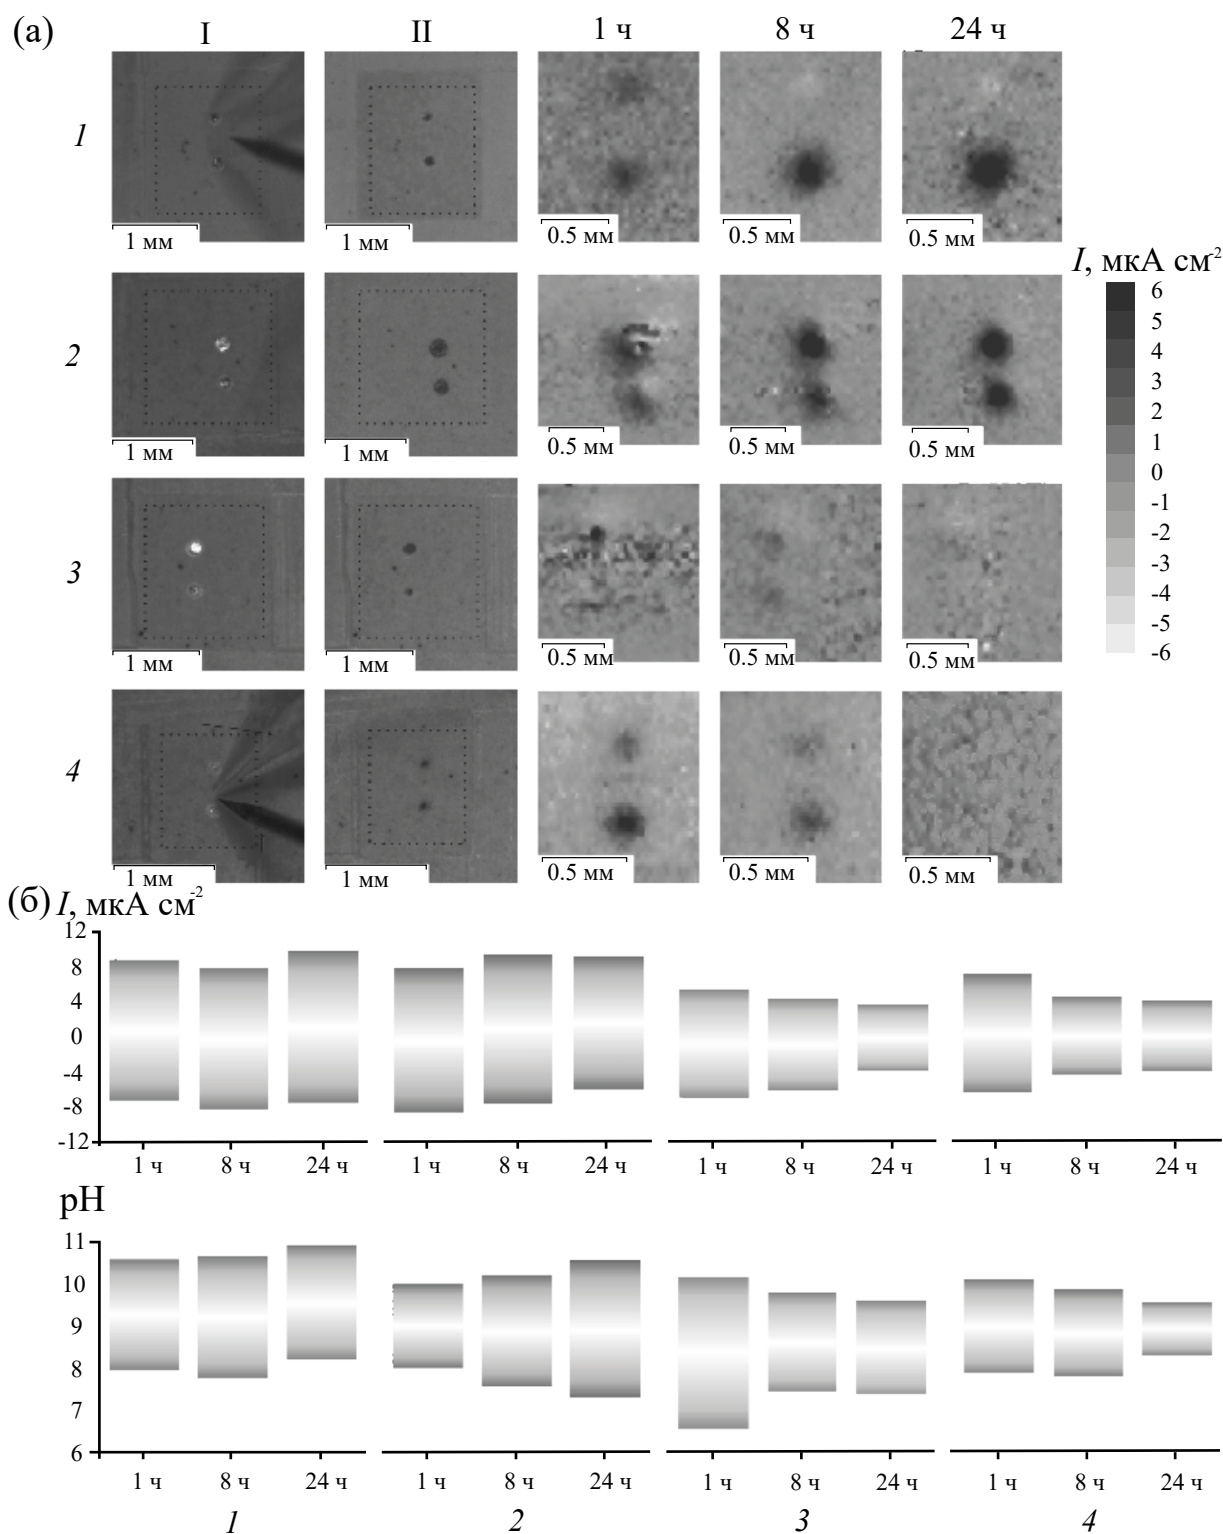 (а) I II 1 ч 8 ч 24 ч
1
1 мм 1 мм 0.5 мм 0.5 мм 0.5 мм
I, мкА см-2
6
5
4
3
2
1
0
-1
-2
-3
-4
-5
-6
2
1 мм 1 мм 0.5 мм 0.5 мм 0.5 мм
3
1 мм 1 мм 0.5 мм 0.5 мм 0.5 мм
4
1 мм 1 мм 0.5 мм 0.5 мм 0.5 мм
(б) I, мкА см-2
12
8
4
0
-4
-8
-12
1 ч 8 ч 24 ч 1 ч 8 ч 24 ч 1 ч 8 ч 24 ч 1 ч 8 ч 24 ч
pH
11
10
9
8
7
6
1 ч 8 ч 24 ч 1 ч 8 ч 24 ч 1 ч 8 ч 24 ч 1 ч 8 ч 24 ч
1 2 3 4